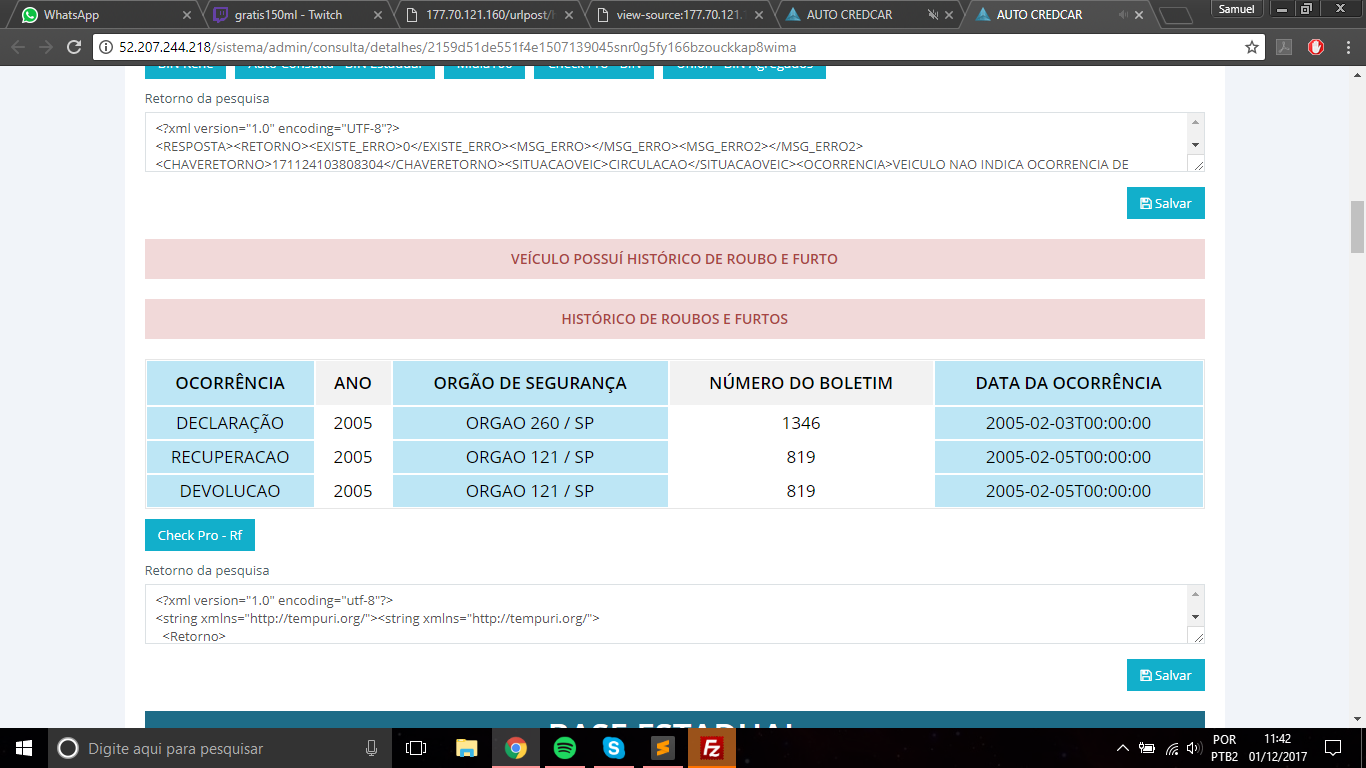 WhatsApp
gratis150ml - Twitch
177.70.121.160/urlpost/
view-source:177.70.121.
AUTO CREDCAR
AUTO CREDCAR
Samuel
52.207.244.218/sistema/admin/consulta/detalhes/2159d51de551f4e1507139045snr0g5fy166bzouckkap8wima
Retorno da pesquisa
<?xml version="1.0" encoding="UTF-8"?>
<RESPOSTA><RETORNO><EXISTE_ERRO>0</EXISTE_ERRO><MSG_ERRO></MSG_ERRO><MSG_ERRO2></MSG_ERRO2>
<CHAVERETORNO>171124103808304</CHAVERETORNO><SITUACAOVEIC>CIRCULACAO</SITUACAOVEIC><OCORRENCIA>VEICULO NAO INDICA OCORRENCIA DE
Salvar
VEÍCULO POSSUÍ HISTÓRICO DE ROUBO E FURTO
HISTÓRICO DE ROUBOS E FURTOS
OCORRÊNCIA ANO ORGÃO DE SEGURANÇA NÚMERO DO BOLETIM DATA DA OCORRÊNCIA
DECLARAÇÃO 2005 ORGAO 260 / SP 1346 2005-02-03T00:00:00
RECUPERACAO 2005 ORGAO 121 / SP 819 2005-02-05T00:00:00
DEVOLUCAO 2005 ORGAO 121 / SP 819 2005-02-05T00:00:00
Check Pro - Rf
Retorno da pesquisa
<?xml version="1.0" encoding="utf-8"?>
<string xmlns="http://tempuri.org/"><string xmlns="http://tempuri.org/">
<Retorno>
Salvar
BASE ESTADUAL
Digite aqui para pesquisar
POR
PTB2
11:42
01/12/2017